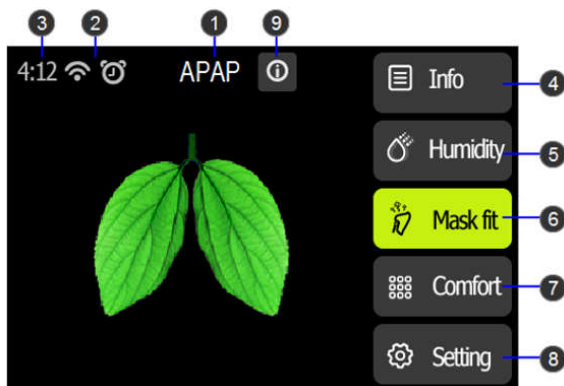 3 2 1 9
4:12 APAP
Info 4
Humidity 5
Mask fit 6
Comfort 7
Setting 8